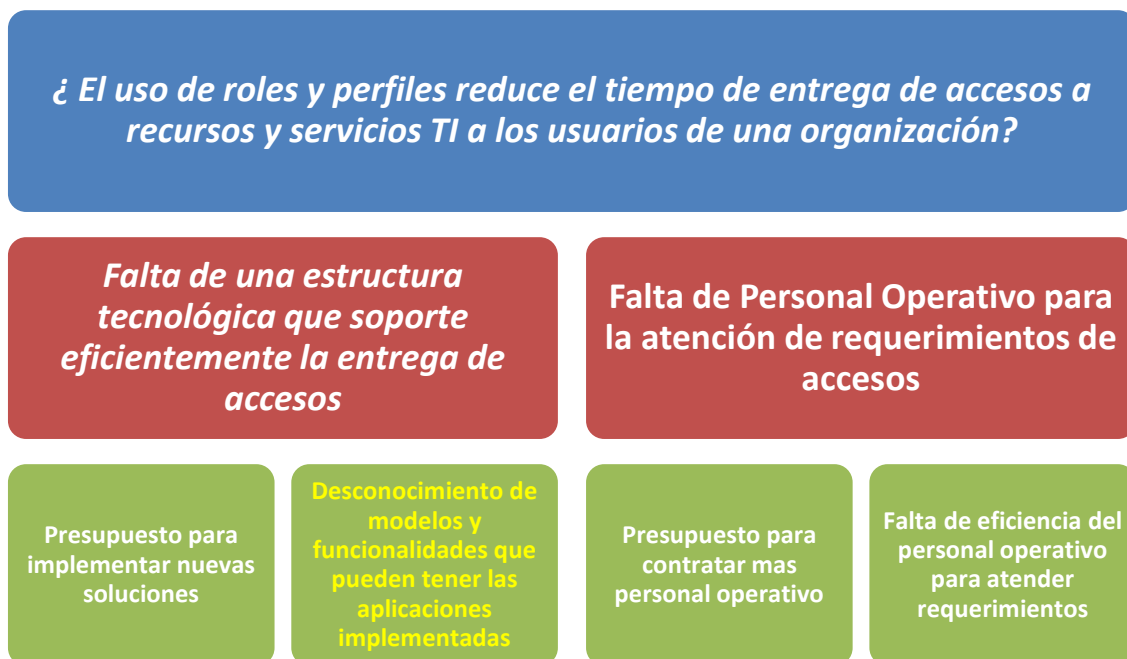 ¿ El uso de roles y perfiles reduce el tiempo de entrega de accesos a
recursos y servicios TI a los usuarios de una organización?
Falta de una estructura
tecnológica que soporte
eficientemente la entrega de
accesos
Falta de Personal Operativo para
la atención de requerimientos de
accesos
Presupuesto para
implementar nuevas
soluciones
Desconocimiento de
modelos y
funcionalidades que
pueden tener las
aplicaciones
implementadas
Presupuesto para
contratar mas
personal operativo
Falta de eficiencia del
personal operativo
para atender
requerimientos